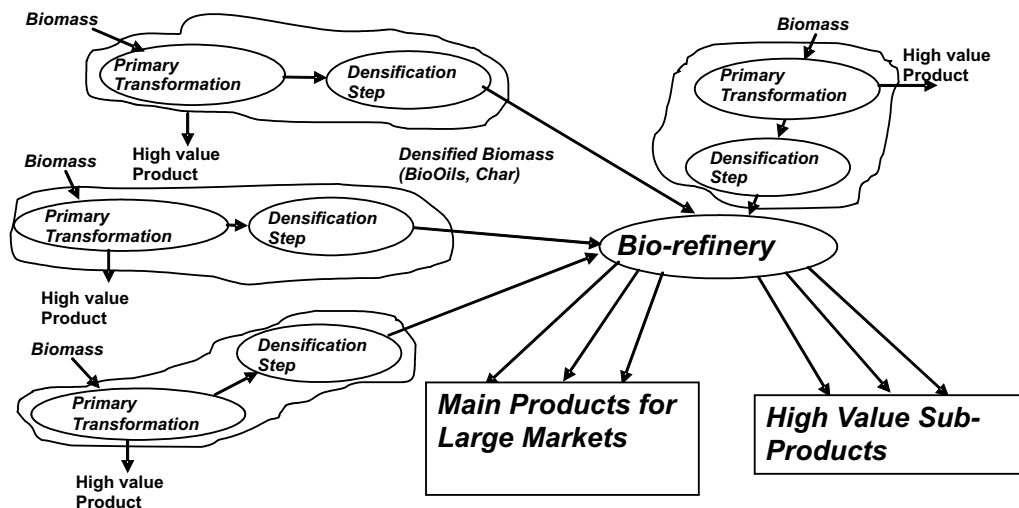 Biomass
Primary
Transformation
Densification
Step
High value
Product
Biomass
Primary
Transformation
High value
Product
Densification
Step
Densified Biomass
(BioOils, Char)
Biomass
Primary
Transformation
Densification
Step
High value
Product
Bio-refinery
Biomass
Primary
Transformation
Densification
Step
High value
Product
Main Products for
Large Markets
High Value Sub-
Products